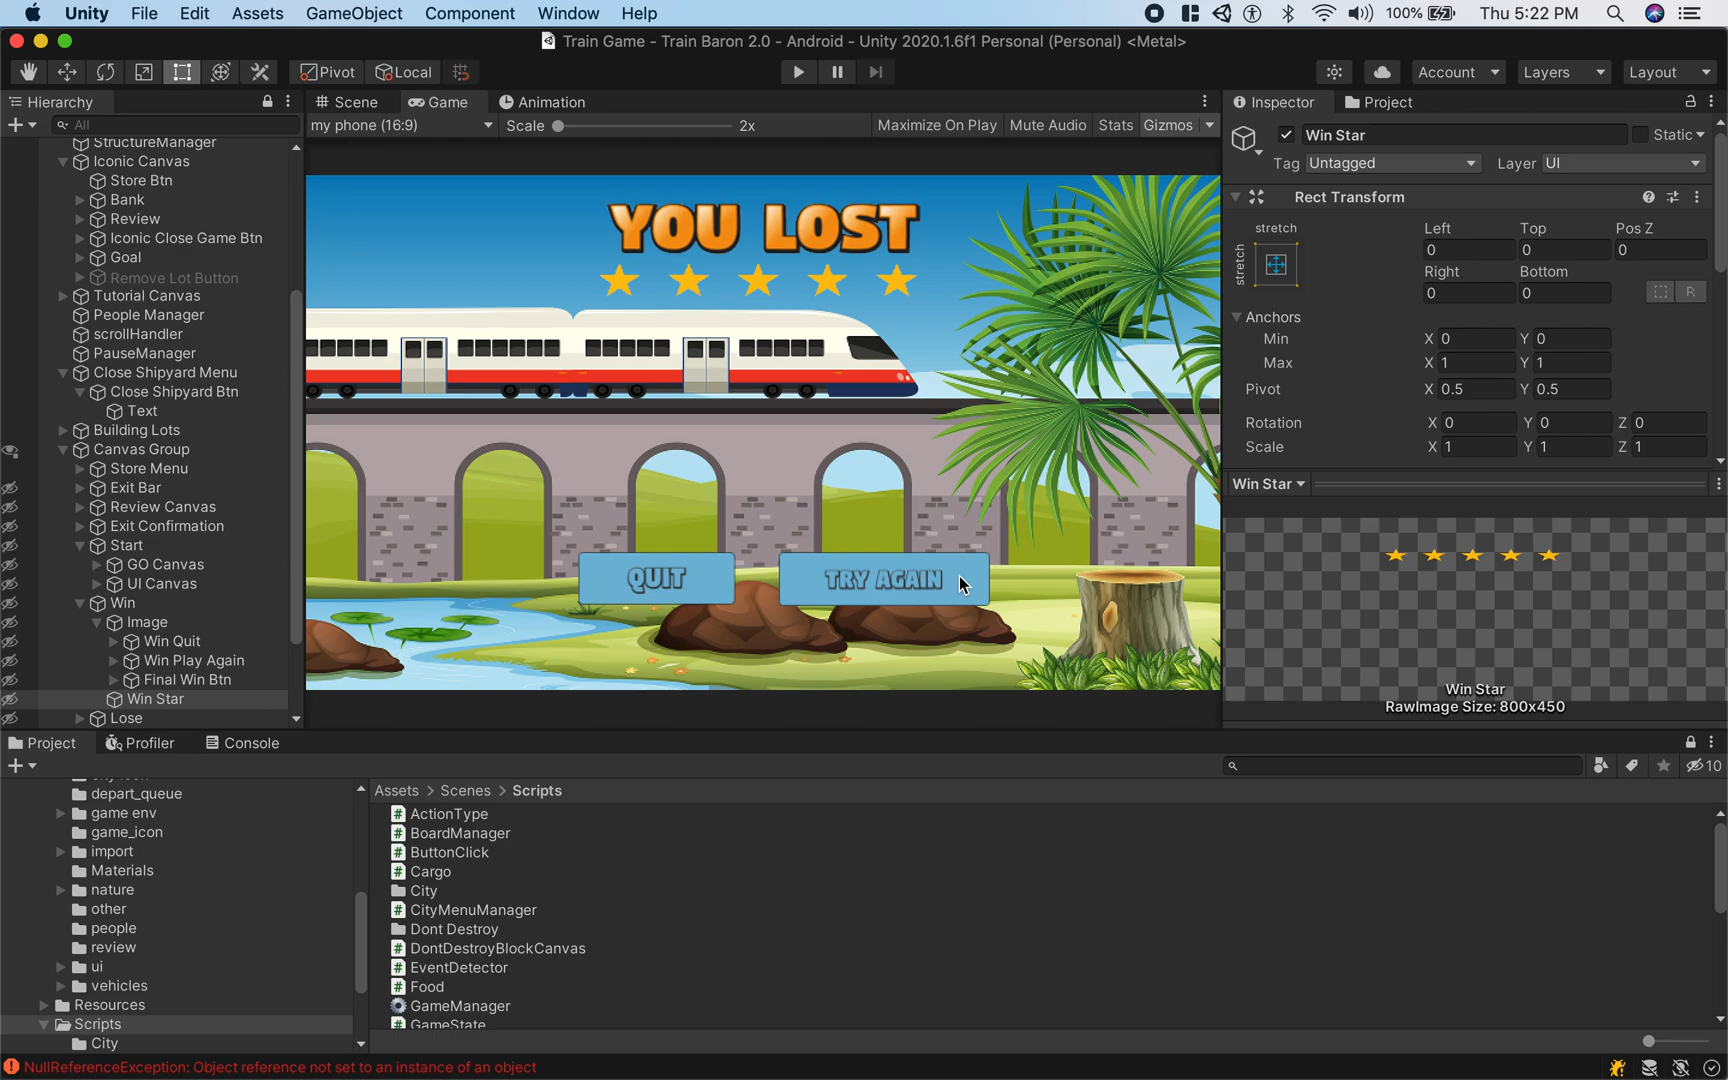 Unity File Edit Assets GameObject Component Window Help 100% Thu 5:22 PM
Train Game - Train Baron 2.0 - Android - Unity 2020.1.6f1 Personal (Personal) <Metal>
Pivot Local Account Layers Layout
Hierarchy Scene Game Animation Inspector Project
All my phone (16:9) Scale 2x Maximize On Play Mute Audio Stats Gizmos
StructureManager
Iconic Canvas
Store Btn
Bank
Review
Iconic Close Game Btn
Goal
Remove Lot Button
Tutorial Canvas
People Manager
scrollHandler
PauseManager
Close Shipyard Menu
Close Shipyard Btn
Text
Building Lots
Canvas Group
Store Menu
Exit Bar
Review Canvas
Exit Confirmation
Start
GO Canvas
UI Canvas
Win
Image
Win Quit
Win Play Again
Final Win Btn
Win Star
Lose
YOU LOST
QUIT TRY AGAIN
Win Star Static
Tag Untagged Layer UI
Rect Transform
stretch Left Top Pos Z
stretch 0 0 0
Right Bottom
0 0 R
Anchors
Min X 0 Y 0
Max X 1 Y 1
Pivot X 0.5 Y 0.5
Rotation X 0 Y 0 Z 0
Scale X 1 Y 1 Z 1
Win Star
Win Star
RawImage Size: 800x450
Project Profiler Console
10
depart_queue
game env
game_icon
import
Materials
nature
other
people
review
ui
vehicles
Resources
Scripts
City
Assets > Scenes > Scripts
ActionType
BoardManager
ButtonClick
Cargo
City
CityMenuManager
Dont Destroy
DontDestroyBlockCanvas
EventDetector
Food
GameManager
GameState
NullReferenceException: Object reference not set to an instance of an object